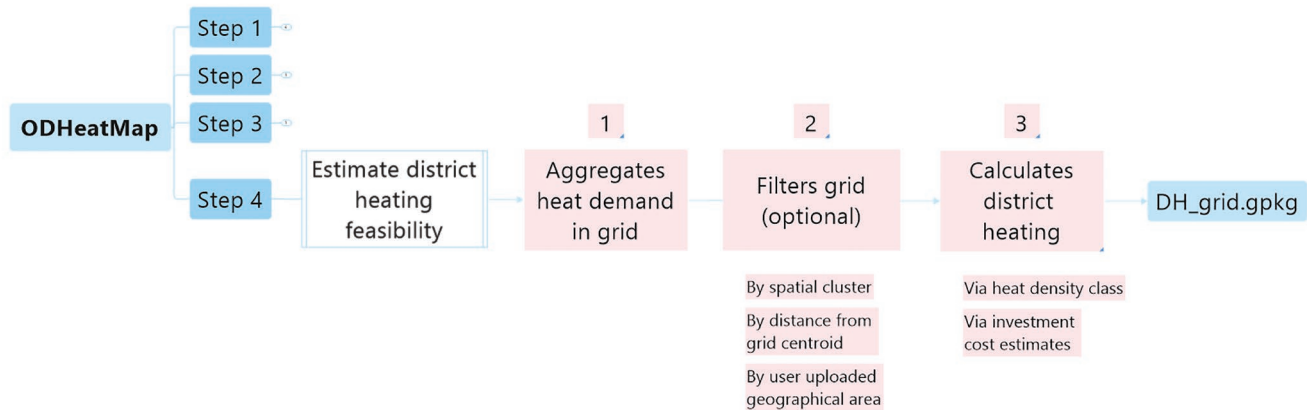 ODHeatMap
Step 1
Step 2
Step 3
Step 4
Estimate district
heating
feasibility
1
Aggregates
heat demand
in grid
2
Filters grid
(optional)
By spatial cluster
By distance from
grid centroid
By user uploaded
geographical area
3
Calculates
district
heating
Via heat density class
Via investment
cost estimates
DH_grid.gpkg